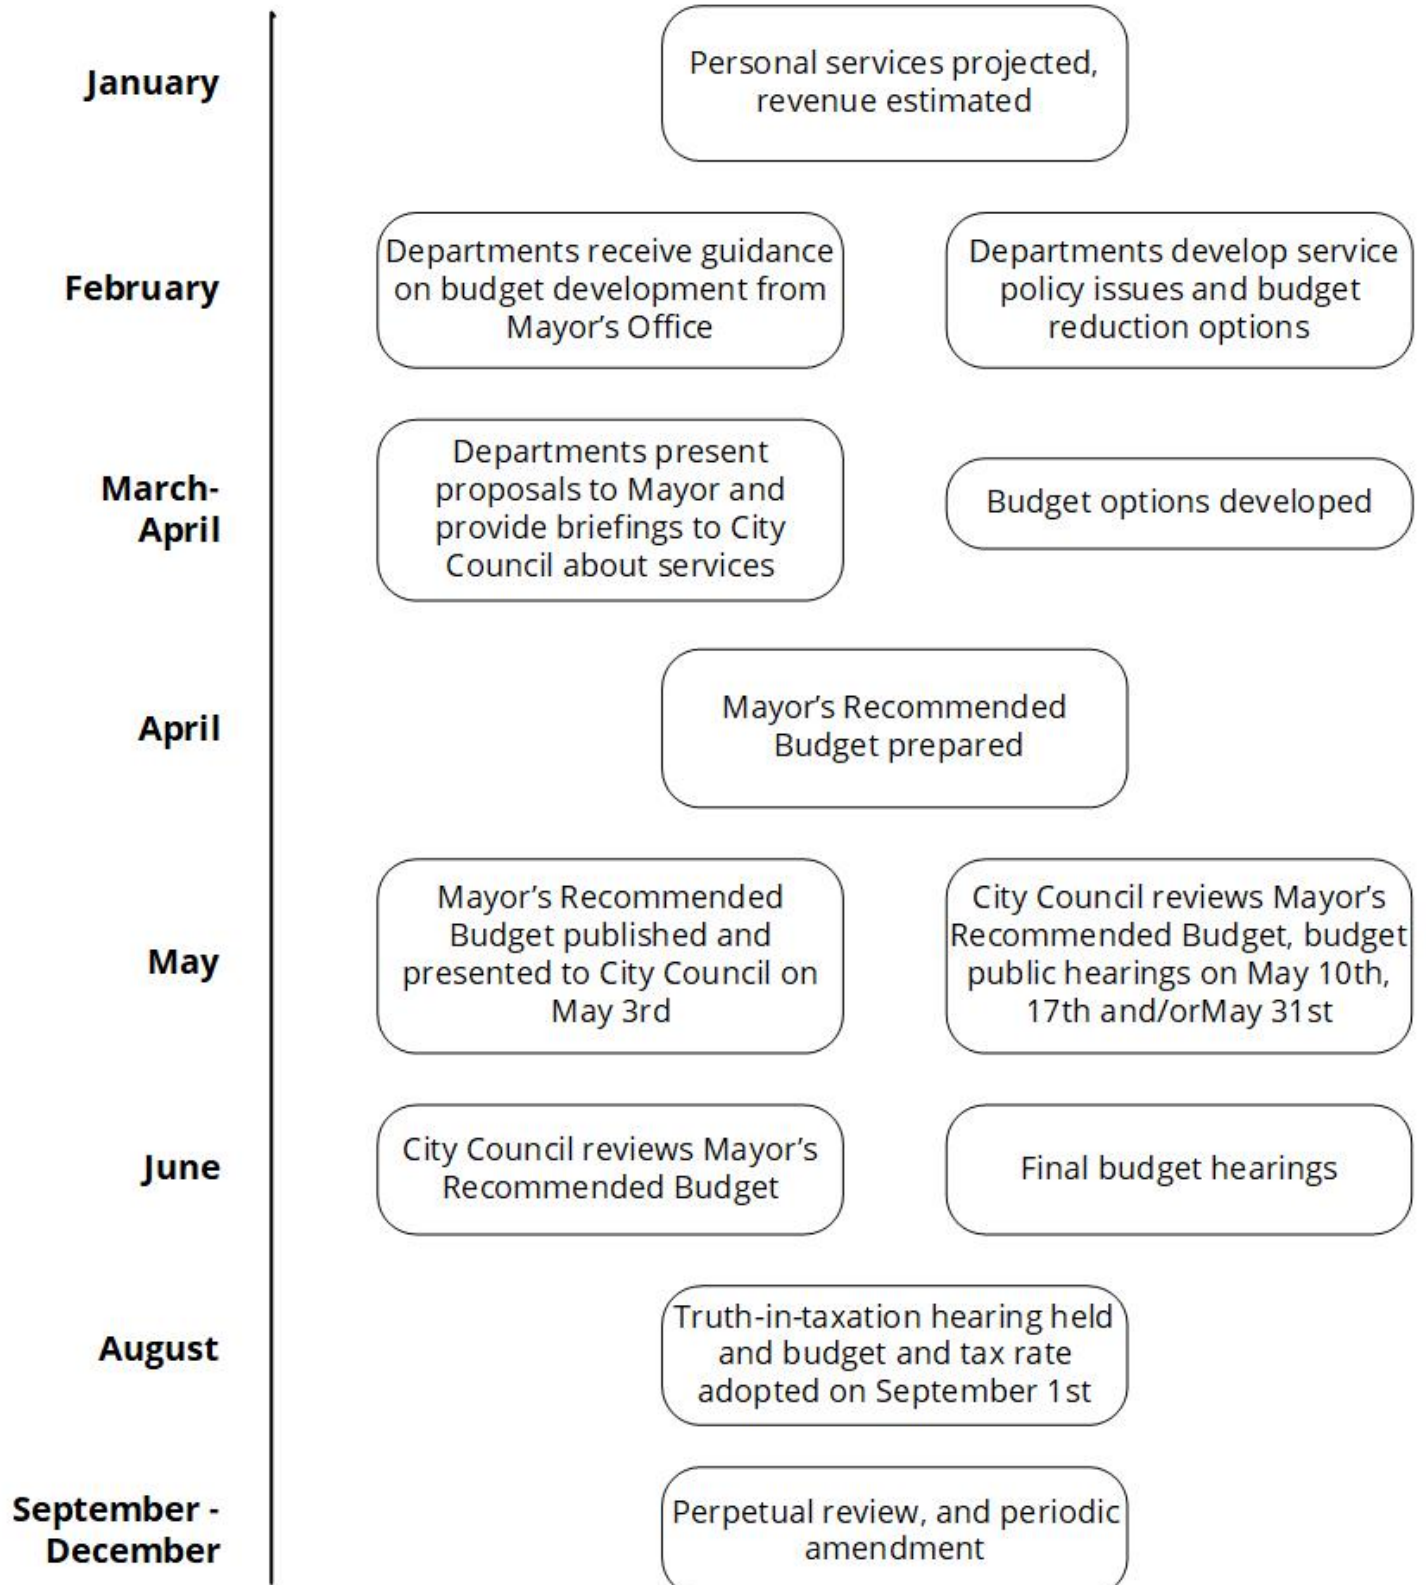 January
Personal services projected,
revenue estimated
February
Departments receive guidance
on budget development from
Mayor’s Office
Departments develop service
policy issues and budget
reduction options
March-
April
Departments present
proposals to Mayor and
provide briefings to City
Council about services
Budget options developed
April
Mayor’s Recommended
Budget prepared
May
Mayor’s Recommended
Budget published and
presented to City Council on
May 3rd
City Council reviews Mayor’s
Recommended Budget, budget
public hearings on May 10th,
17th and/orMay 31st
June
City Council reviews Mayor’s
Recommended Budget
Final budget hearings
August
Truth-in-taxation hearing held
and budget and tax rate
adopted on September 1st
September -
December
Perpetual review, and periodic
amendment